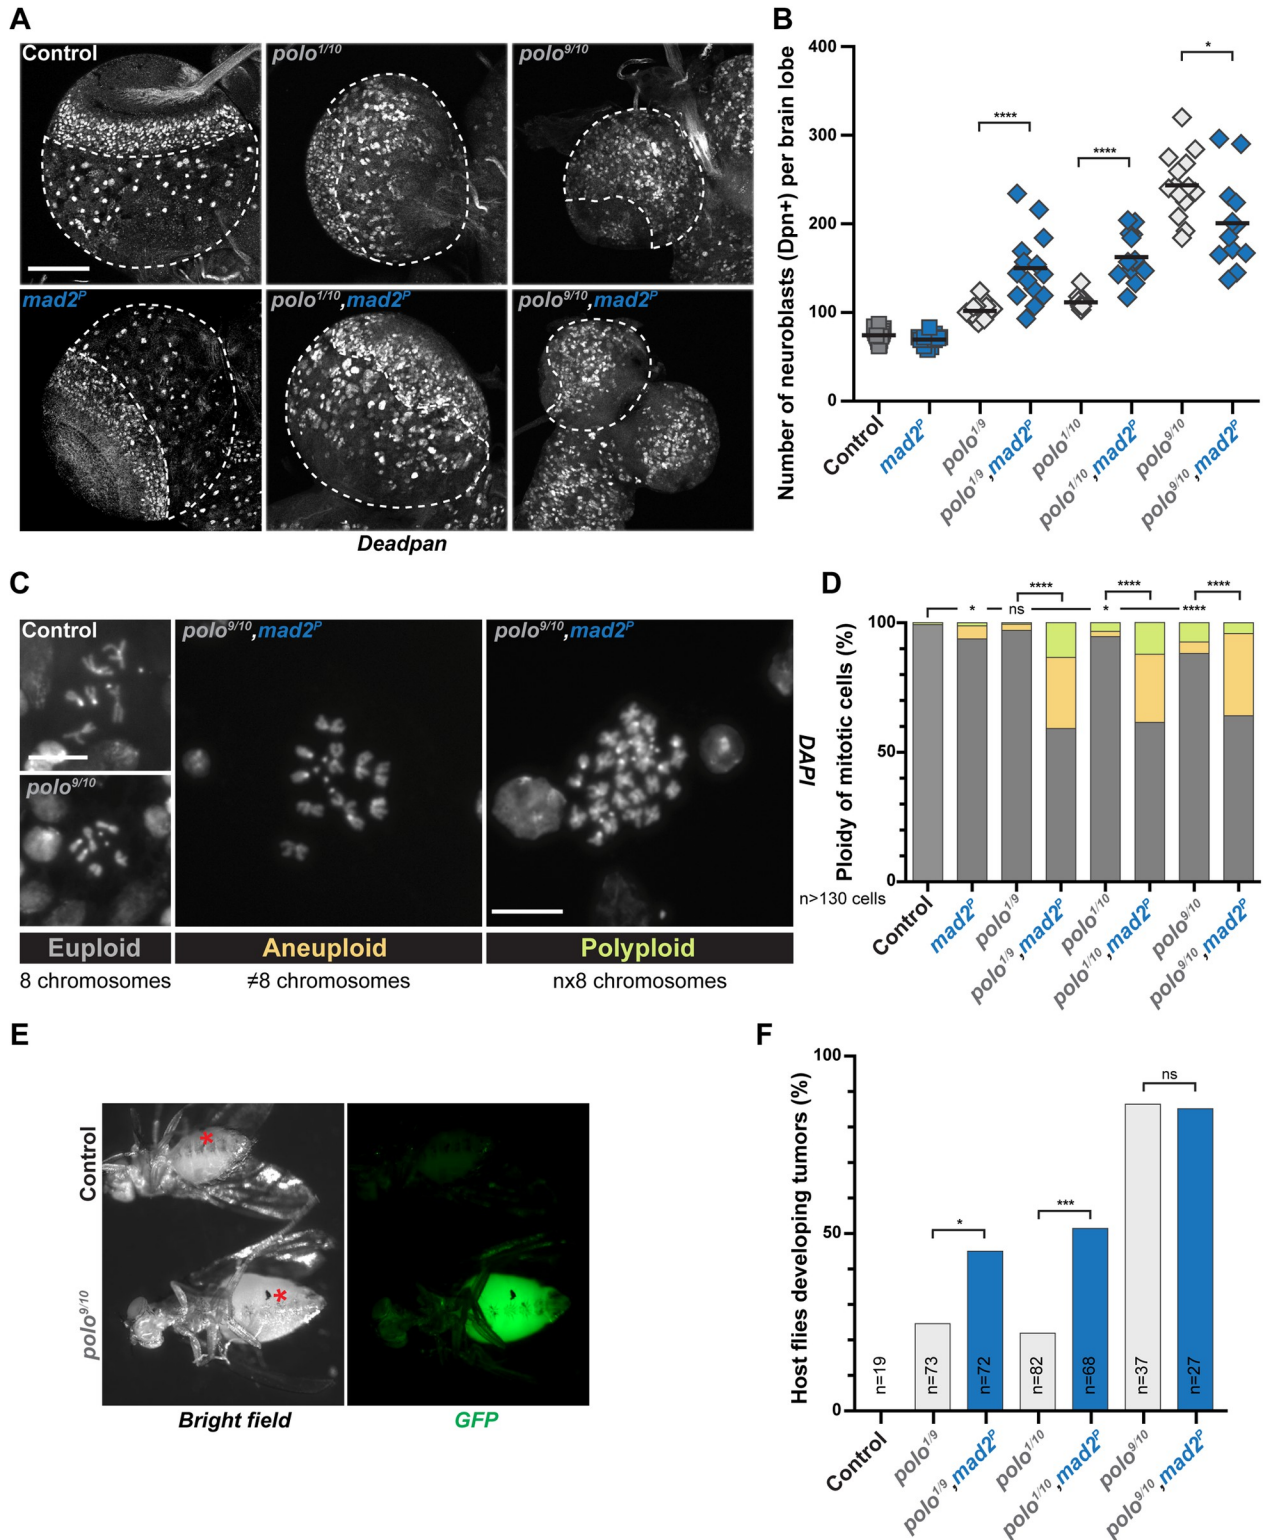 A
Control
polo1/10
polo9/10
mad2P
polo1/10,mad2P
polo9/10,mad2P
Deadpan
B
Number of neuroblasts (Dpn+) per brain lobe
400
300
200
100
0
****
****
*
Control
mad2P
polo1/9
polo1/9,mad2P
polo1/10
polo1/10,mad2P
polo9/10
polo9/10,mad2P
C
Control
polo9/10
polo9/10,mad2P
polo9/10,mad2P
DAPI
Euploid
Aneuploid
Polyploid
8 chromosomes
≠8 chromosomes
nx8 chromosomes
D
Ploidy of mitotic cells (%)
100
50
0
**** **** ****
* ns * ****
n>130 cells
Control
mad2P
polo1/9
polo1/9,mad2P
polo1/10
polo1/10,mad2P
polo9/10
polo9/10,mad2P
E
Control
polo9/10
*
*
Bright field
GFP
F
Host flies developing tumors (%)
100
50
0
*
***
ns
n=19
n=73
n=72
n=82
n=68
n=37
n=27
Control
polo1/9
polo1/9,mad2P
polo1/10
polo1/10,mad2P
polo9/10
polo9/10,mad2P